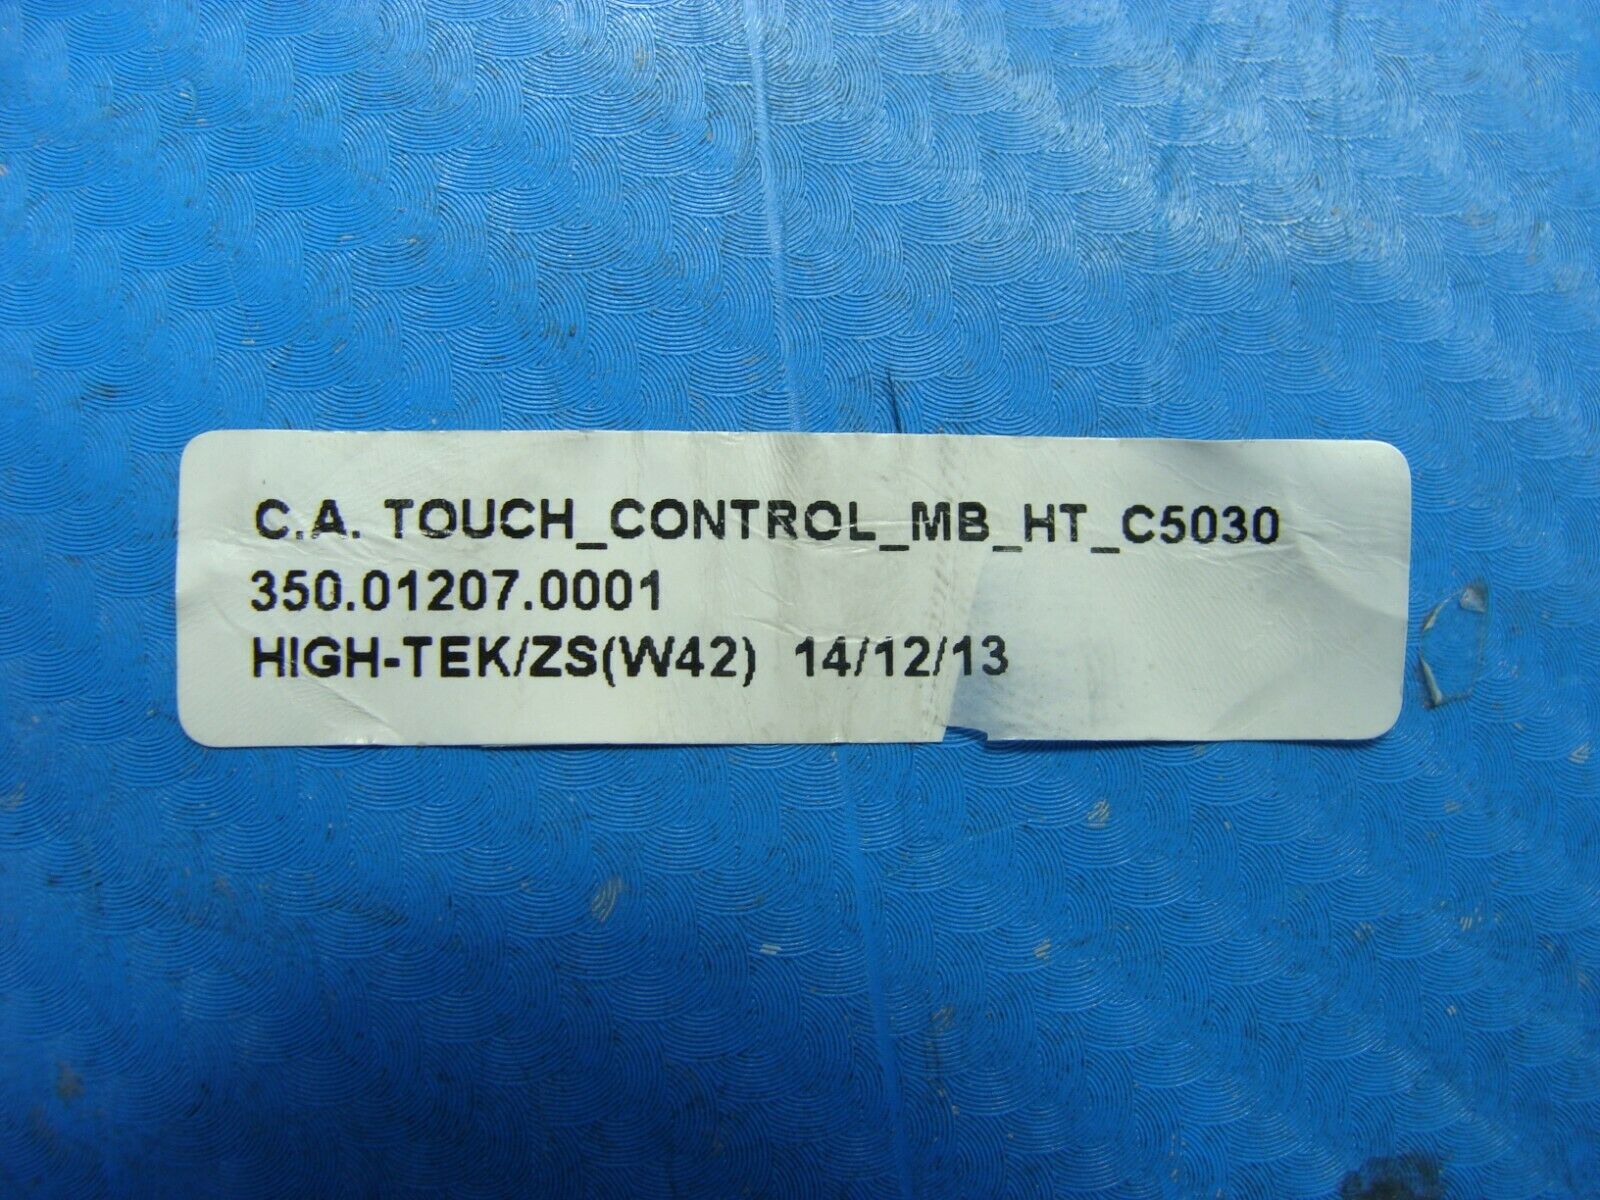 C.A. TOUCH_CONTROL_MB_HT_C5030
350.01207.0001
HIGH-TEK/ZS(W42) 14/12/13